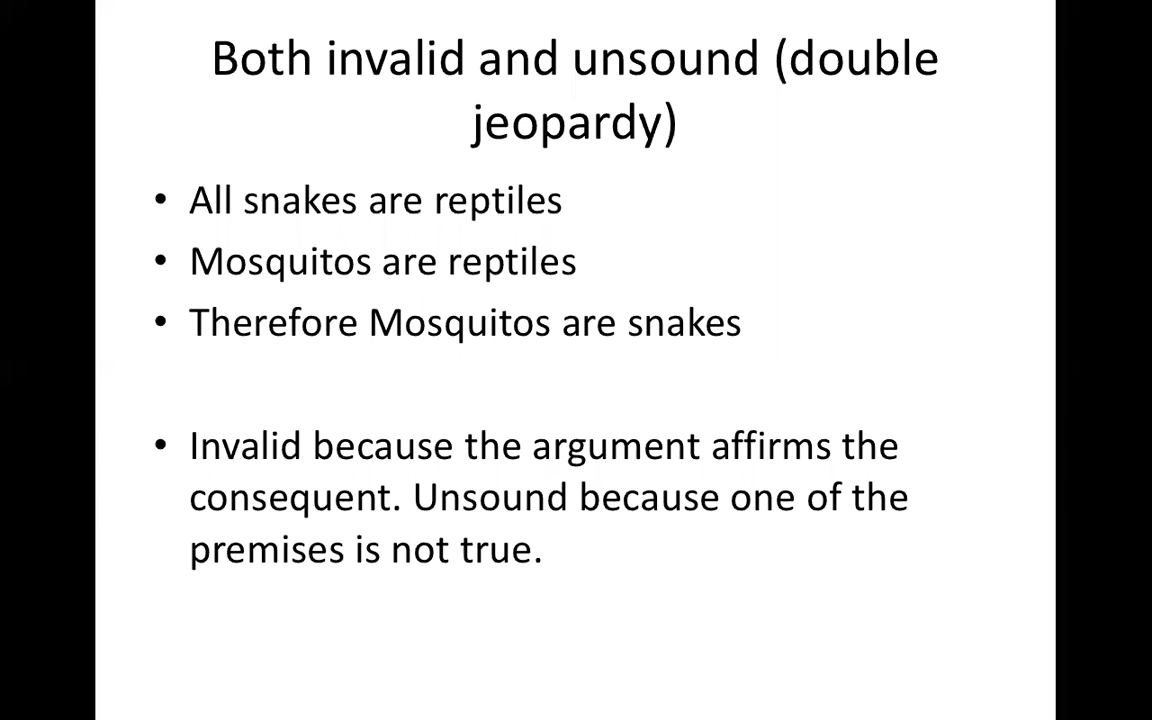 Both invalid and unsound (double
jeopardy)
• All snakes are reptiles
• Mosquitos are reptiles
• Therefore Mosquitos are snakes
• Invalid because the argument affirms the
consequent. Unsound because one of the
premises is not true.